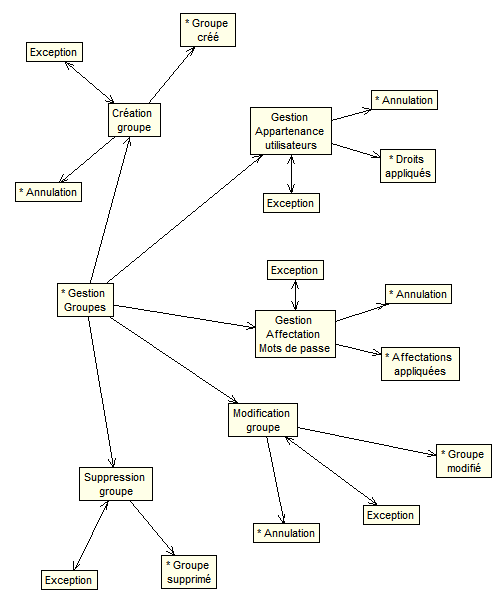 * Groupe
créé
Exception
Création
groupe
* Annulation
Gestion
Appartenance
utilisateurs
* Annulation
* Droits
appliqués
Exception
Exception
* Gestion
Groupes
Gestion
Affectation
Mots de passe
* Annulation
* Affectations
appliquées
Modification
groupe
* Groupe
modifié
Suppression
groupe
Exception
* Annulation
Exception
* Groupe
supprimé